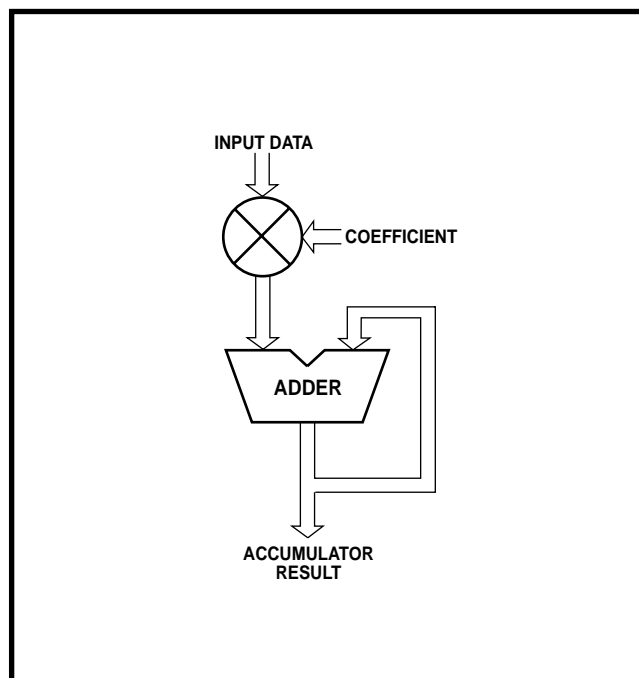 INPUT DATA
COEFFICIENT
ADDER
ACCUMULATOR
RESULT